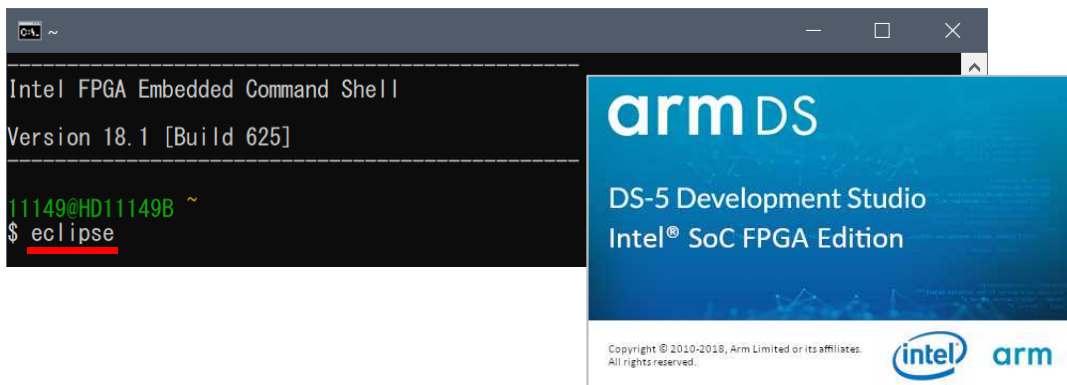 ~
Intel FPGA Embedded Command Shell
Version 18.1 [Build 625]
11149@HD11149B ~
$ eclipse
arm DS
DS-5 Development Studio
Intel® SoC FPGA Edition
Copyright © 2010-2018, Arm Limited or its affiliates.
All rights reserved.
intel arm